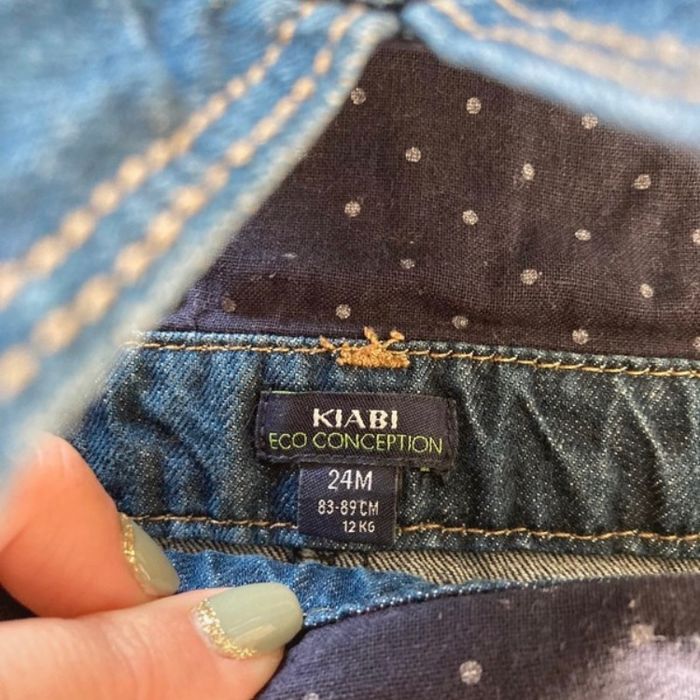 KIABI
ECO CONCEPTION
24M
83-89 CM
12 KG